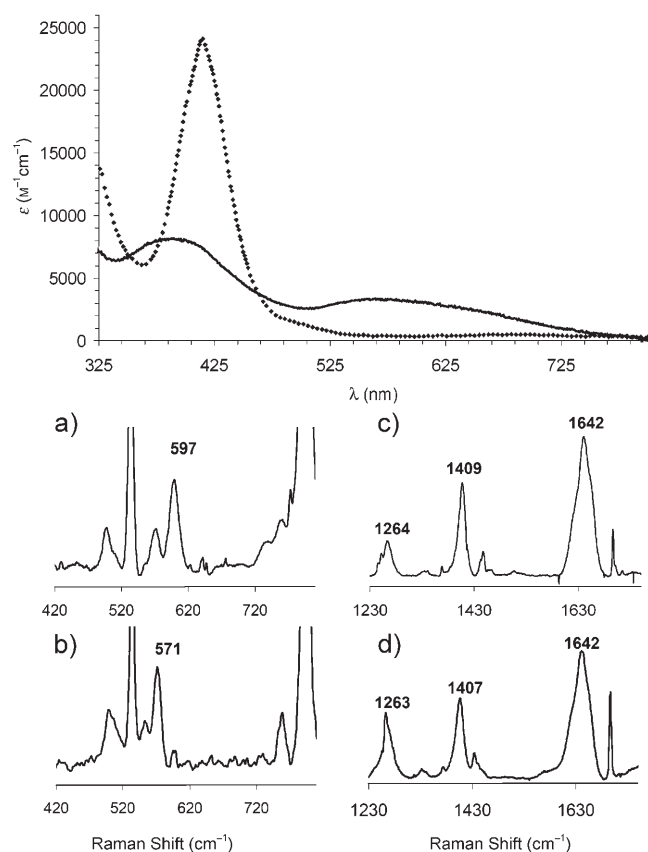 25000
20000
15000
10000
5000
0
ε (M⁻¹cm⁻¹)
325 425 525 625 725
λ (nm)
a)
597
420 520 620 720
c)
1264 1409 1642
1230 1430 1630
b)
571
420 520 620 720
Raman Shift (cm⁻¹)
d)
1263 1407 1642
1230 1430 1630
Raman Shift (cm⁻¹)